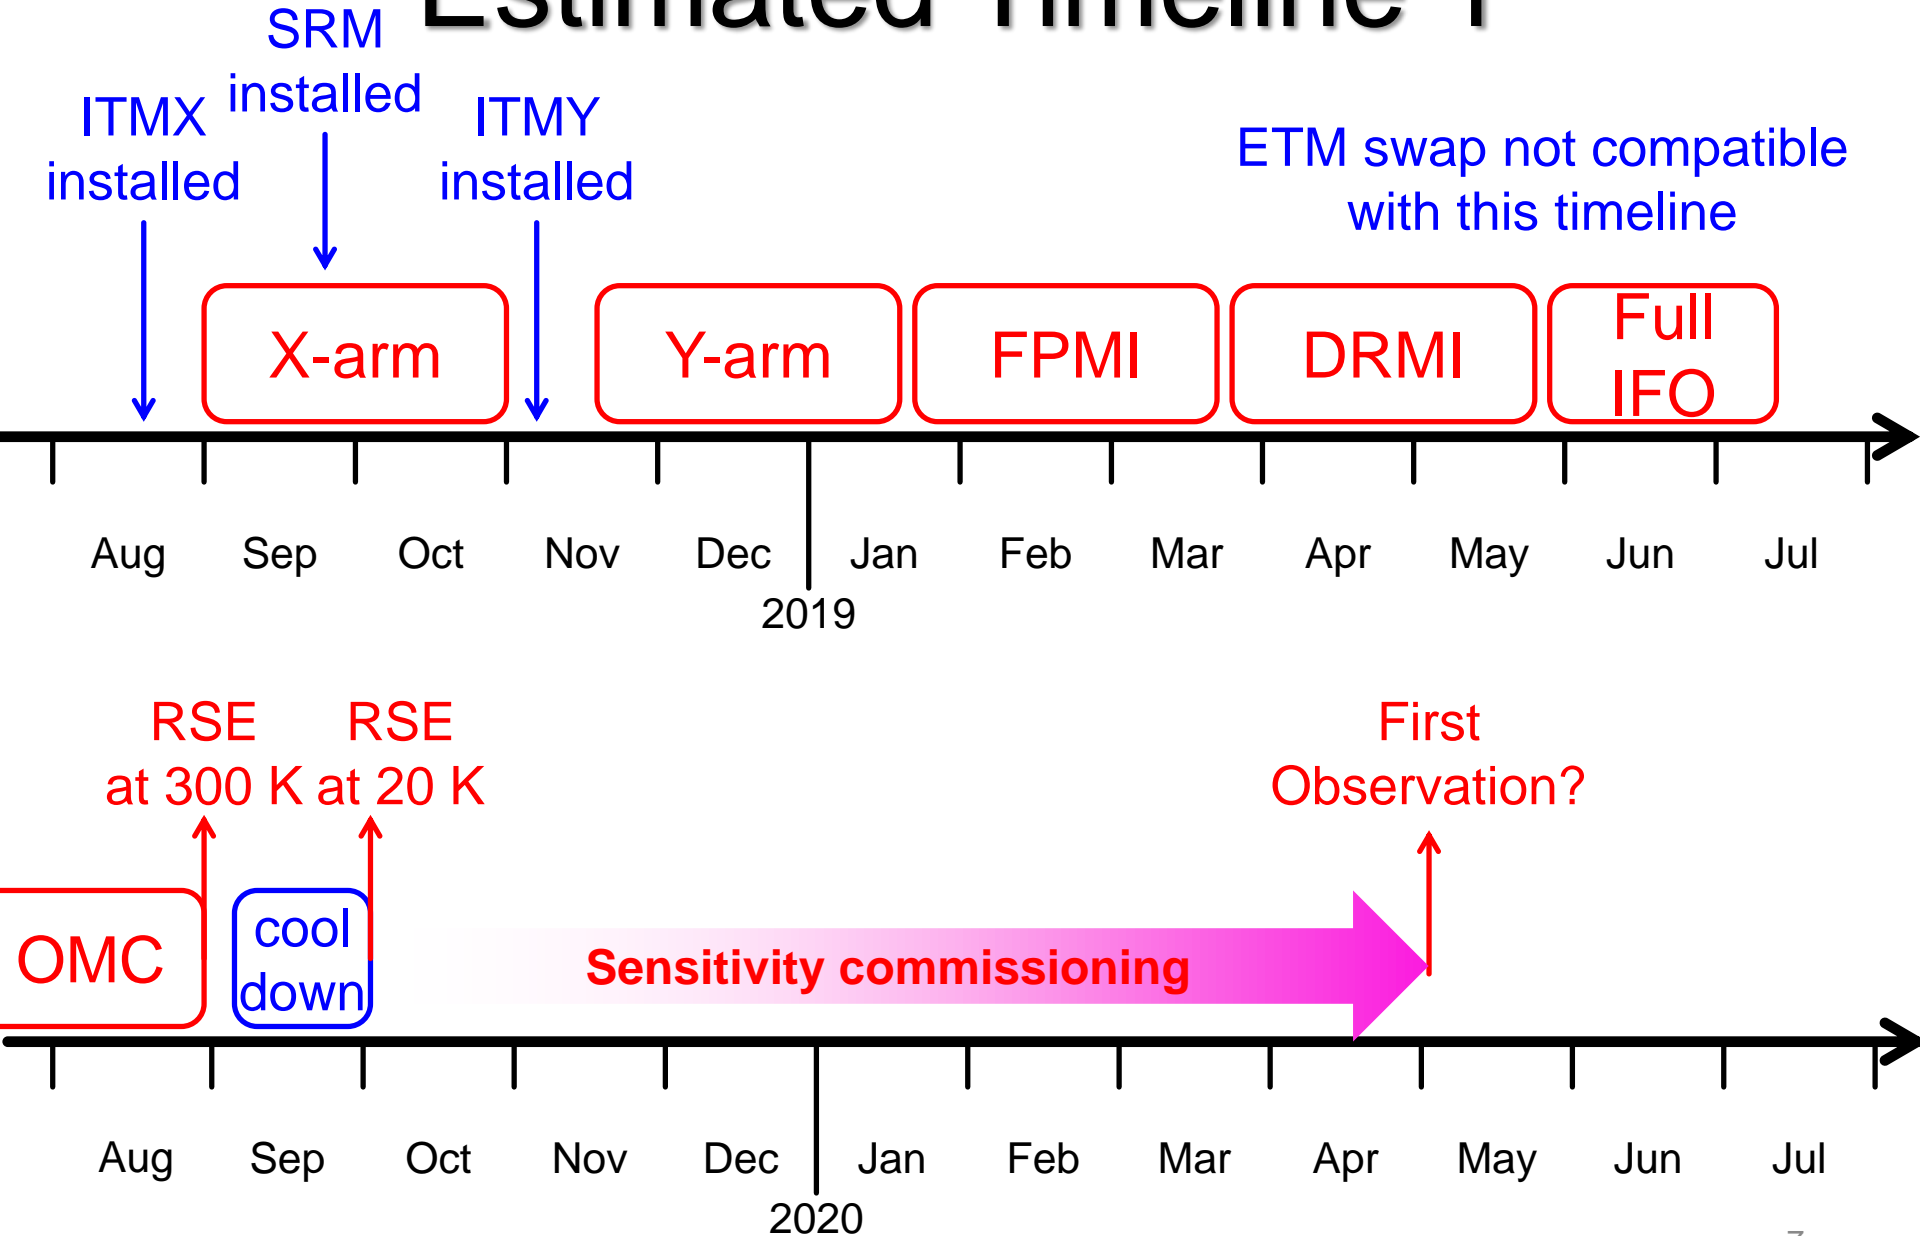 Estimated Timeline 1
SRM
installed
ITMX
installed
ITMY
installed
ETM swap not compatible
with this timeline
X-arm
Y-arm
FPMI
DRMI
Full
IFO
Aug Sep Oct Nov Dec Jan Feb Mar Apr May Jun Jul
2019
RSE
at 300 K
RSE
at 20 K
First
Observation?
OMC
cool
down
Sensitivity commissioning
Aug Sep Oct Nov Dec Jan Feb Mar Apr May Jun Jul
2020